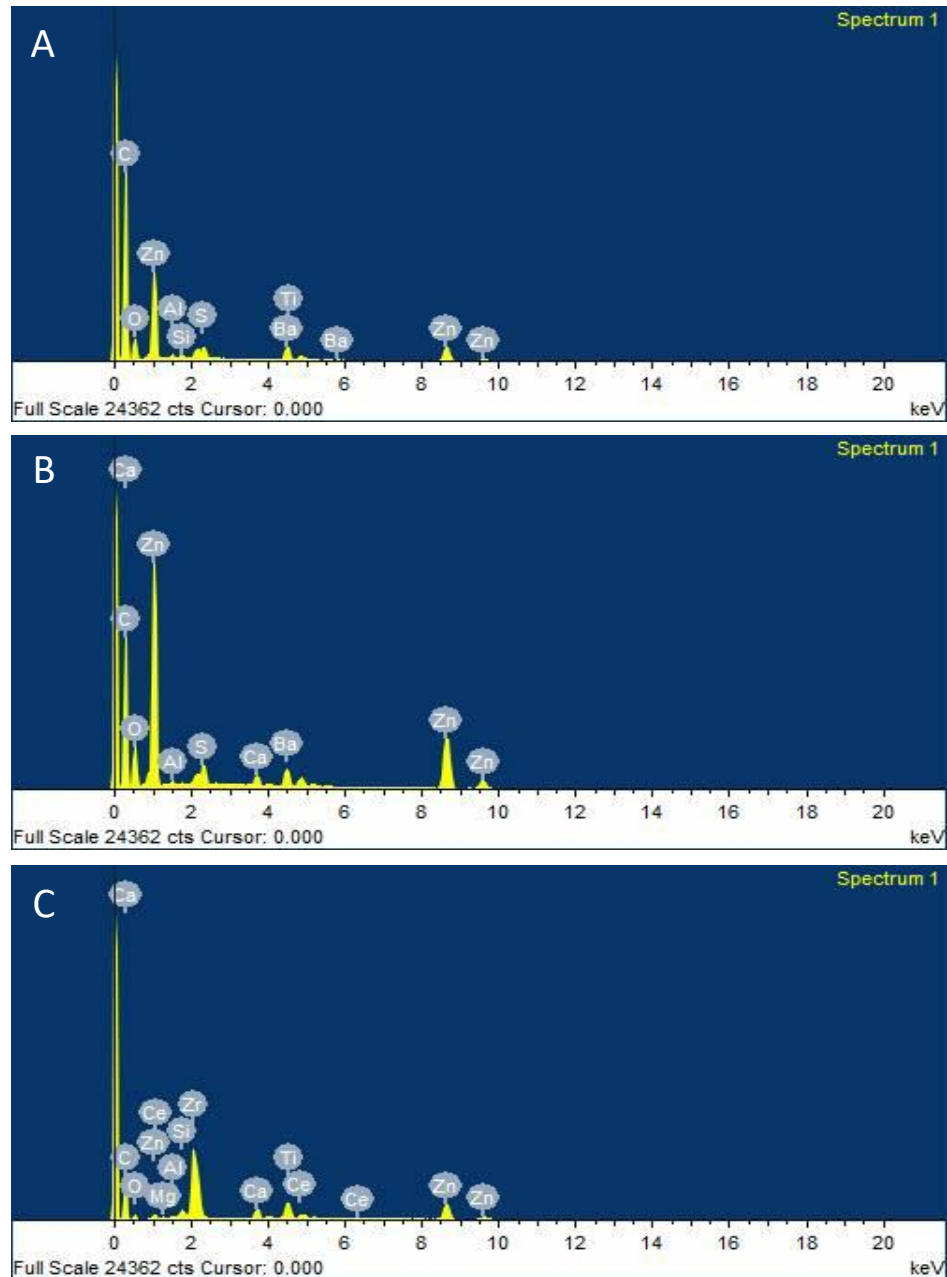 Spectrum 1
A
C
Zn
Ti
Al
S
O
Si
Ba
Ba
Zn
Zn
0 2 4 6 8 10 12 14 16 18 20
Full Scale 24362 cts Cursor: 0.000 keV
Spectrum 1
B
Ca
Zn
C
O
Al
S
Ca
Ba
Zn
Zn
0 2 4 6 8 10 12 14 16 18 20
Full Scale 24362 cts Cursor: 0.000 keV
Spectrum 1
C
Ca
Ce
Zr
Zn
Si
C
Al
Ti
O
Mg
Ca
Ce
Ce
Zn
Zn
0 2 4 6 8 10 12 14 16 18 20
Full Scale 24362 cts Cursor: 0.000 keV